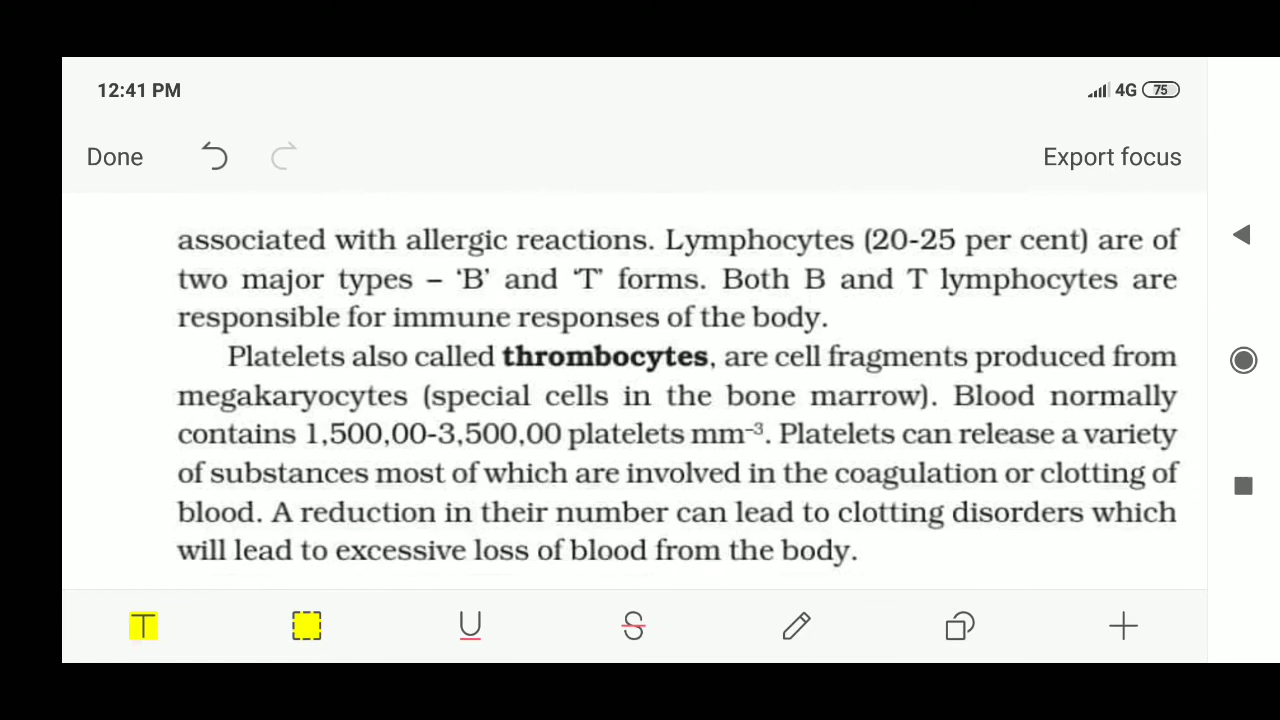 12:41 PM 4G 75
Done Export focus
associated with allergic reactions. Lymphocytes (20-25 per cent) are of
two major types – ‘B’ and ‘T’ forms. Both B and T lymphocytes are
responsible for immune responses of the body.
Platelets also called thrombocytes, are cell fragments produced from
megakaryocytes (special cells in the bone marrow). Blood normally
contains 1,500,00-3,500,00 platelets mm⁻³. Platelets can release a variety
of substances most of which are involved in the coagulation or clotting of
blood. A reduction in their number can lead to clotting disorders which
will lead to excessive loss of blood from the body.
T U S